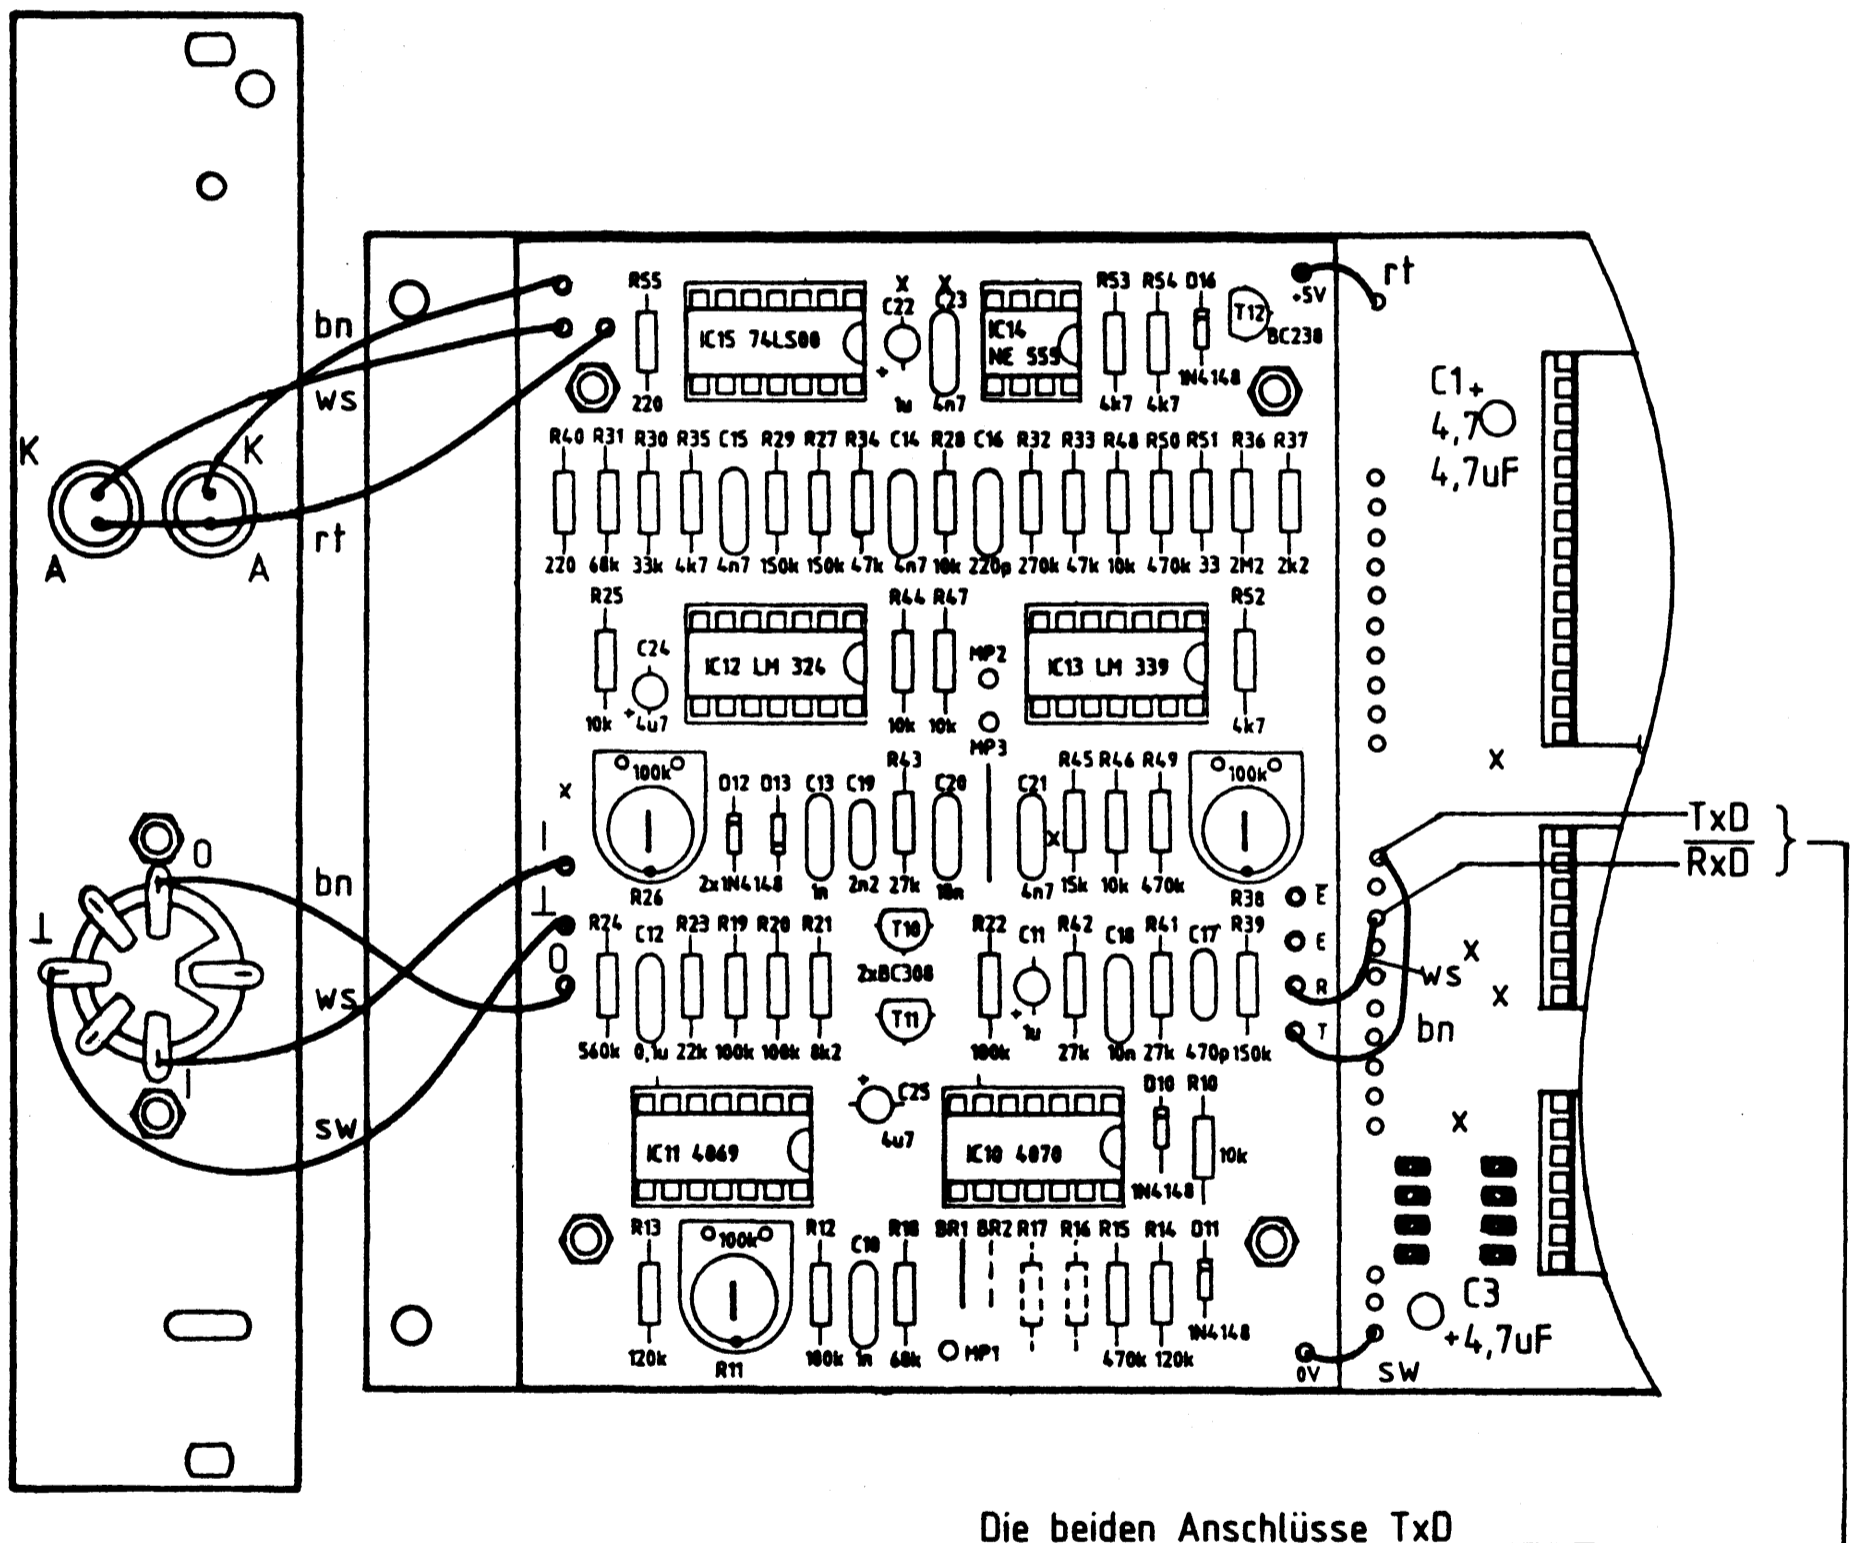 R55 C22 C23 R53 R54 D16 +5V rt
bn IC15 74LS00 IC14 NE 555 T12 BC238
ws 220 1u 4n7 4k7 4k7 1N4148
C1 +
4,7
4,7uF
K K
R40 R31 R30 R35 C15 R29 R27 R34 C14 R28 C16 R32 R33 R48 R50 R51 R36 R37
rt
A A
220 68k 33k 4k7 4n7 150k 150k 47k 4n7 10k 220p 270k 47k 10k 470k 33 2M2 2k2
R25 R44 R47 R52
C24 IC12 LM 324 MP2 IC13 LM 339
10k + 4u7 10k 10k 4k7
MP3
x 100k D12 D13 C13 C19 R43 C20 C21 R45 R46 R49 100k x
TxD
RxD
x
bn 2x1N4148 1n 2n2 27k 10n 4n7 15k 10k 470k
R26 R38 E
O
⊥ ⊥
R24 C12 R23 R19 R20 R21 T10 R22 C11 R42 C18 R41 C17 R39 E
O 2xBC308 R ws x
ws T11 + 1u T bn x
560k 0,1u 22k 100k 100k 8k2 100k 27k 10n 27k 470p 150k
I
sw + C25 4u7 D10 R10 x
IC11 4069 IC10 4070 10k
1N4148
R13 100k R12 C10 R18 BR1 BR2 R17 R16 R15 R14 D11
C3
+4,7uF
1N4148
120k R11 180k 1n 68k MP1 470k 120k 0V sw
Die beiden Anschlüsse TxD